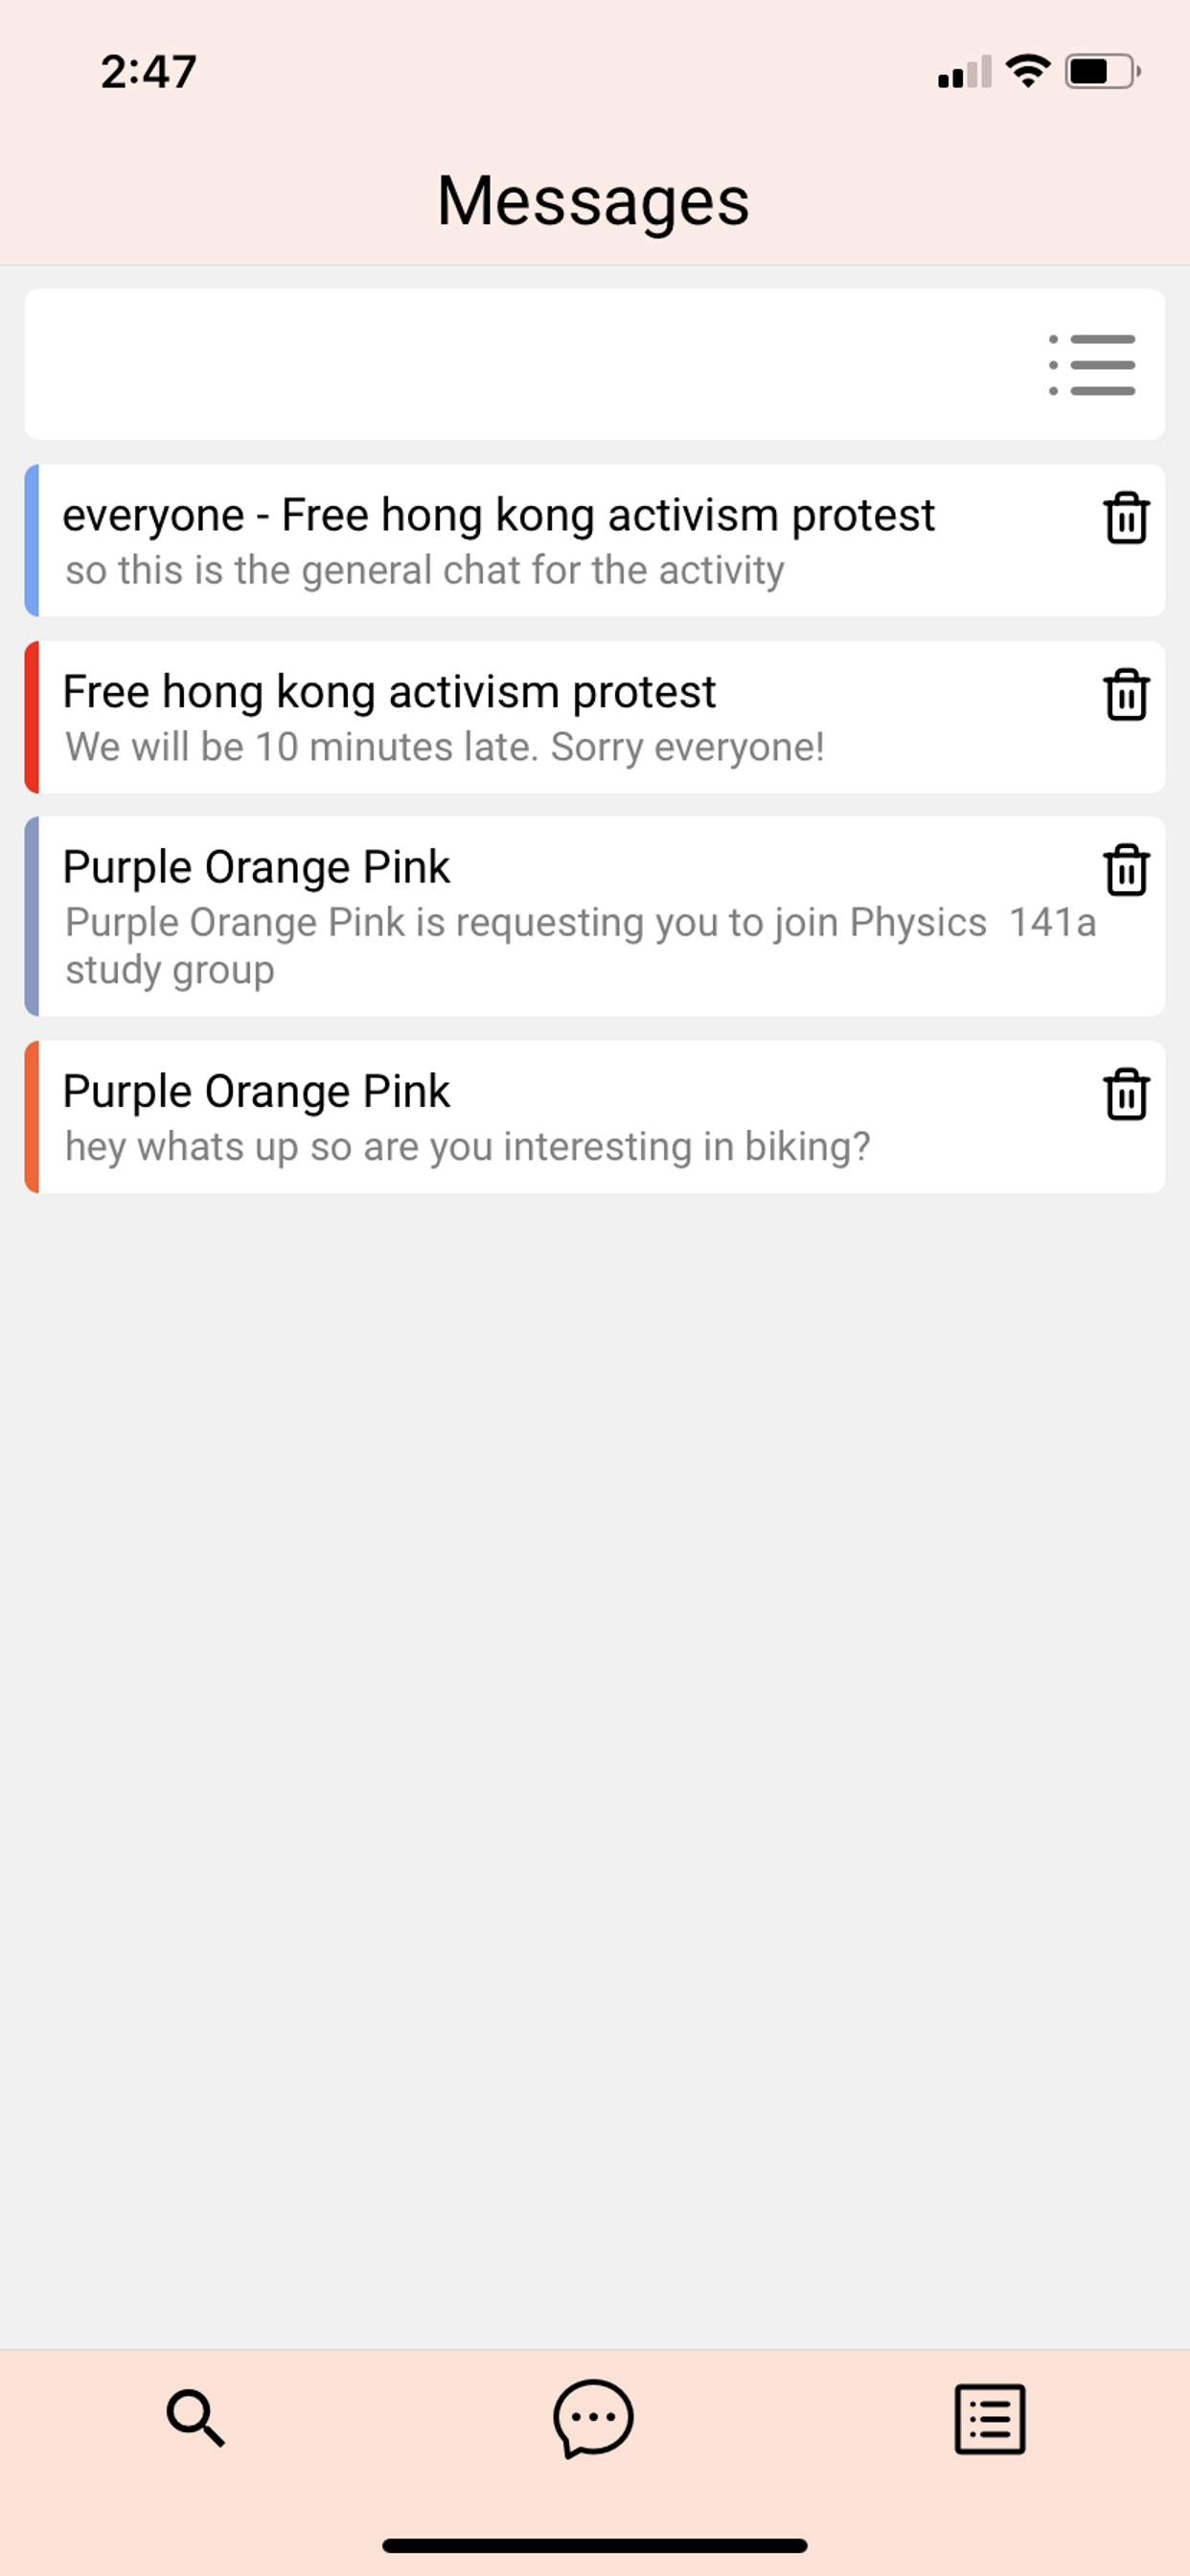 2:47
Messages
everyone - Free hong kong activism protest
so this is the general chat for the activity
Free hong kong activism protest
We will be 10 minutes late. Sorry everyone!
Purple Orange Pink
Purple Orange Pink is requesting you to join Physics  141a
study group
Purple Orange Pink
hey whats up so are you interesting in biking?